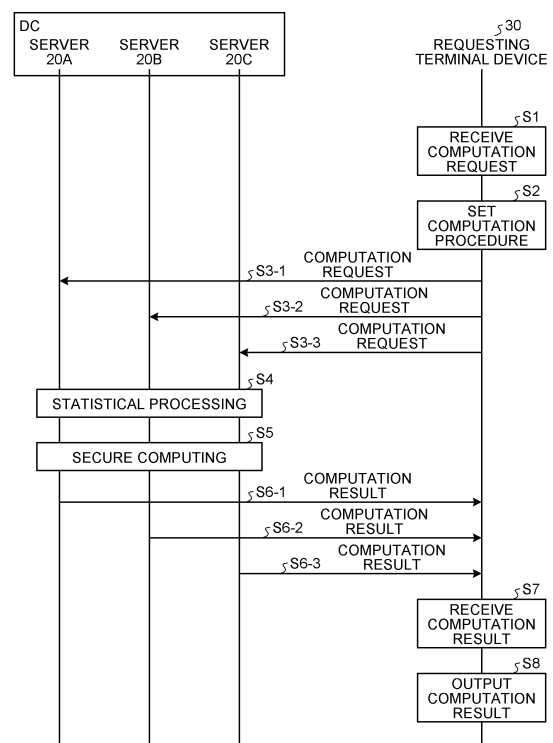 DC
SERVER 20A
SERVER 20B
SERVER 20C
30
REQUESTING
TERMINAL DEVICE
S1
RECEIVE
COMPUTATION
REQUEST
S2
SET
COMPUTATION
PROCEDURE
COMPUTATION
REQUEST
S3-1
COMPUTATION
REQUEST
S3-2
COMPUTATION
REQUEST
S3-3
S4
STATISTICAL PROCESSING
S5
SECURE COMPUTING
COMPUTATION
RESULT
S6-1
COMPUTATION
RESULT
S6-2
COMPUTATION
RESULT
S6-3
S7
RECEIVE
COMPUTATION
RESULT
S8
OUTPUT
COMPUTATION
RESULT